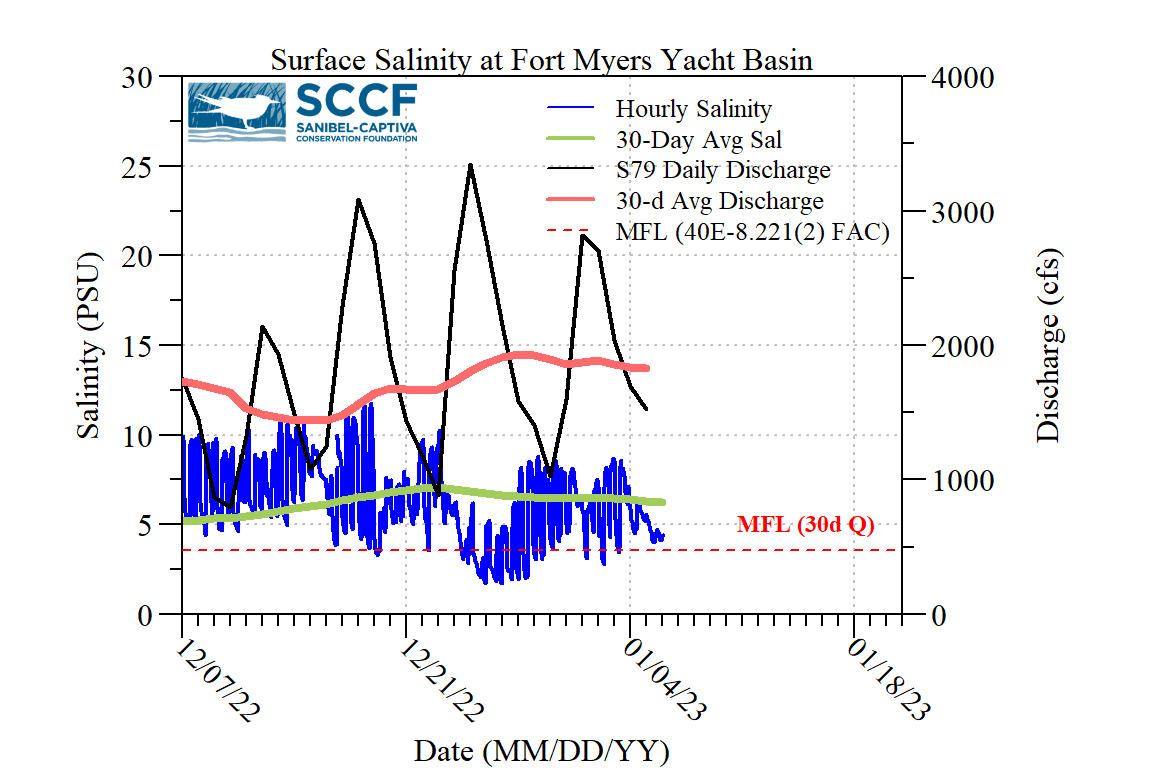 Surface Salinity at Fort Myers Yacht Basin
30
4000
SCCF
SANIBEL-CAPTIVA
CONSERVATION FOUNDATION
Hourly Salinity
30-Day Avg Sal
S79 Daily Discharge
30-d Avg Discharge
MFL (40E-8.221(2) FAC)
25
3000
20
15
2000
10
1000
5
MFL (30d Q)
0
0
Salinity (PSU)
Discharge (cfs)
12/07/22
12/21/22
01/04/23
01/18/23
Date (MM/DD/YY)